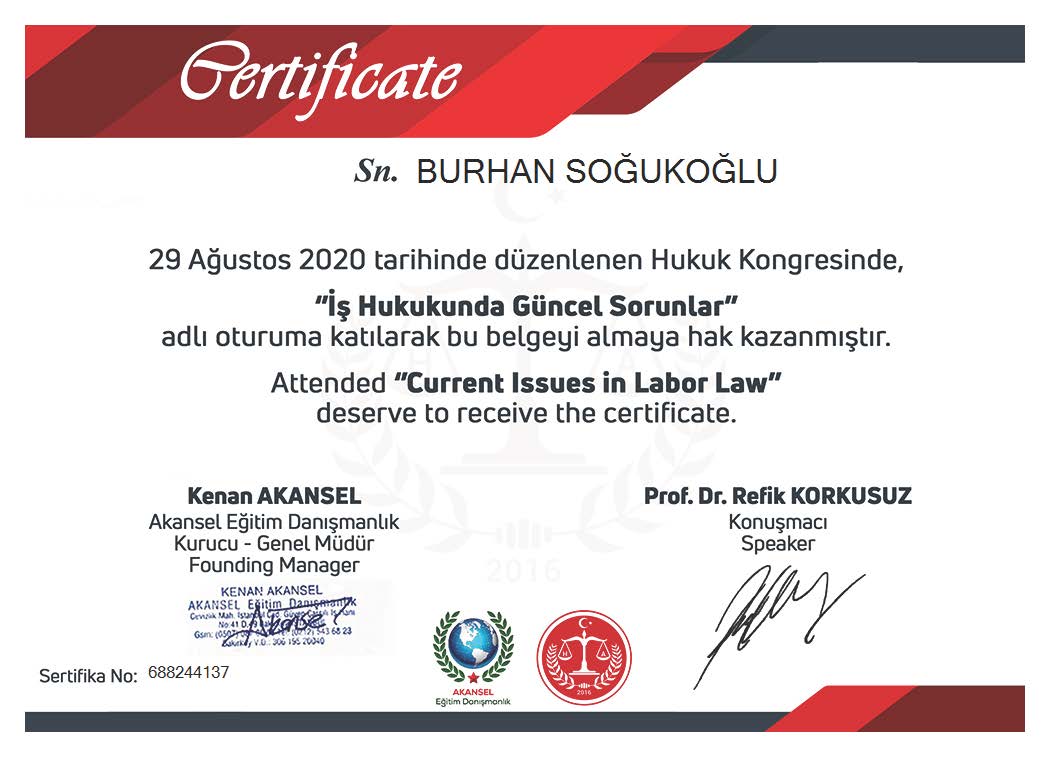 Certificate
Sn. BURHAN SOĞUKOĞLU
29 Ağustos 2020 tarihinde düzenlenen Hukuk Kongresinde,
“İş Hukukunda Güncel Sorunlar”
adlı oturuma katılarak bu belgeyi almaya hak kazanmıştır.
Attended “Current Issues in Labor Law”
deserve to receive the certificate.
Kenan AKANSEL
Akansel Eğitim Danışmanlık
Kurucu - Genel Müdür
Founding Manager
KENAN AKANSEL
AKANSEL Eğitim Danışmanlık
Prof. Dr. Refik KORKUSUZ
Konuşmacı
Speaker
H A
2016
Sertifika No: 688244137
AKANSEL
Eğitim Danışmanlık
H A
2016